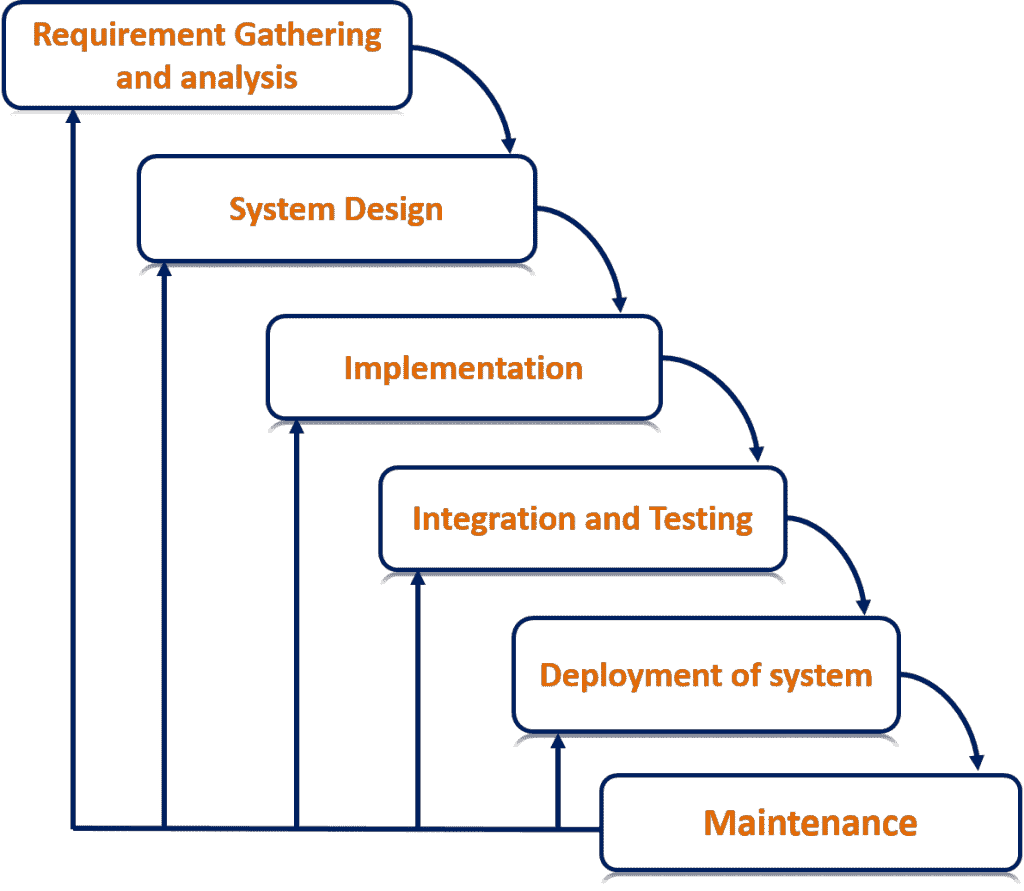 Requirement Gathering
and analysis
System Design
Implementation
Integration and Testing
Deployment of system
Maintenance